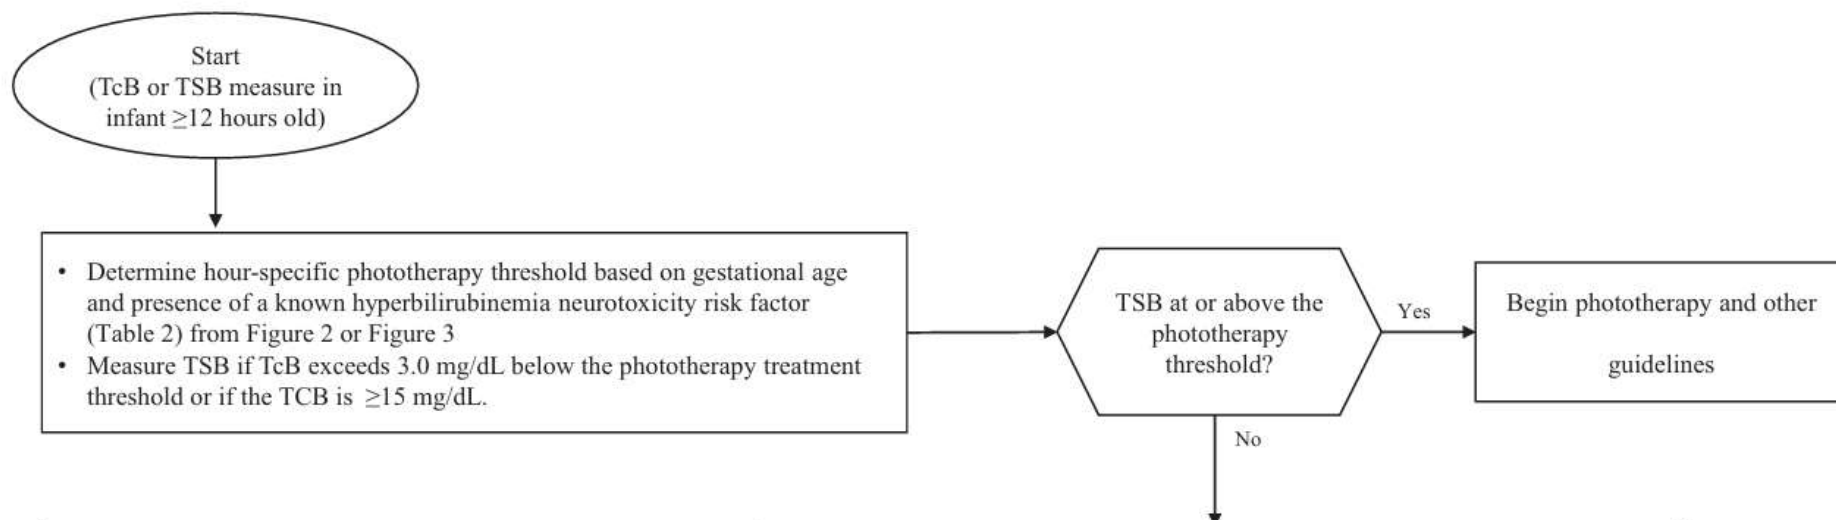 Start
(TcB or TSB measure in
infant ≥12 hours old)
• Determine hour-specific phototherapy threshold based on gestational age
and presence of a known hyperbilirubinemia neurotoxicity risk factor
(Table 2) from Figure 2 or Figure 3
• Measure TSB if TcB exceeds 3.0 mg/dL below the phototherapy treatment
threshold or if the TCB is ≥15 mg/dL.
TSB at or above the
phototherapy
threshold?
Yes
Begin phototherapy and other
guidelines
No